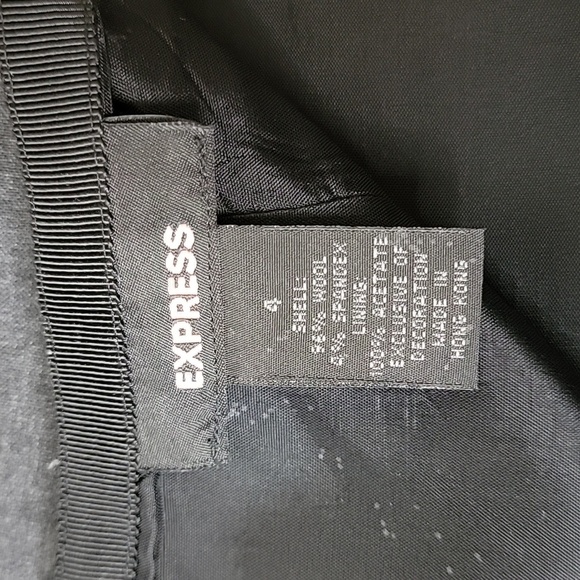 EXPRESS
4
SHELL:
96% WOOL
4% SPANDEX
LINING:
100% ACETATE
EXCLUSIVE OF
DECORATION
MADE IN
HONG KONG